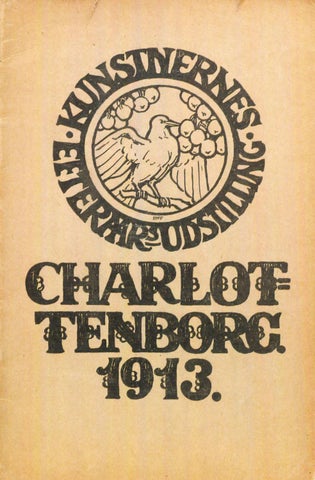 · KUNSTNERNES ·
EFTERAARS UDSTILLING
CHARLOT=
TENBORG.
1913.